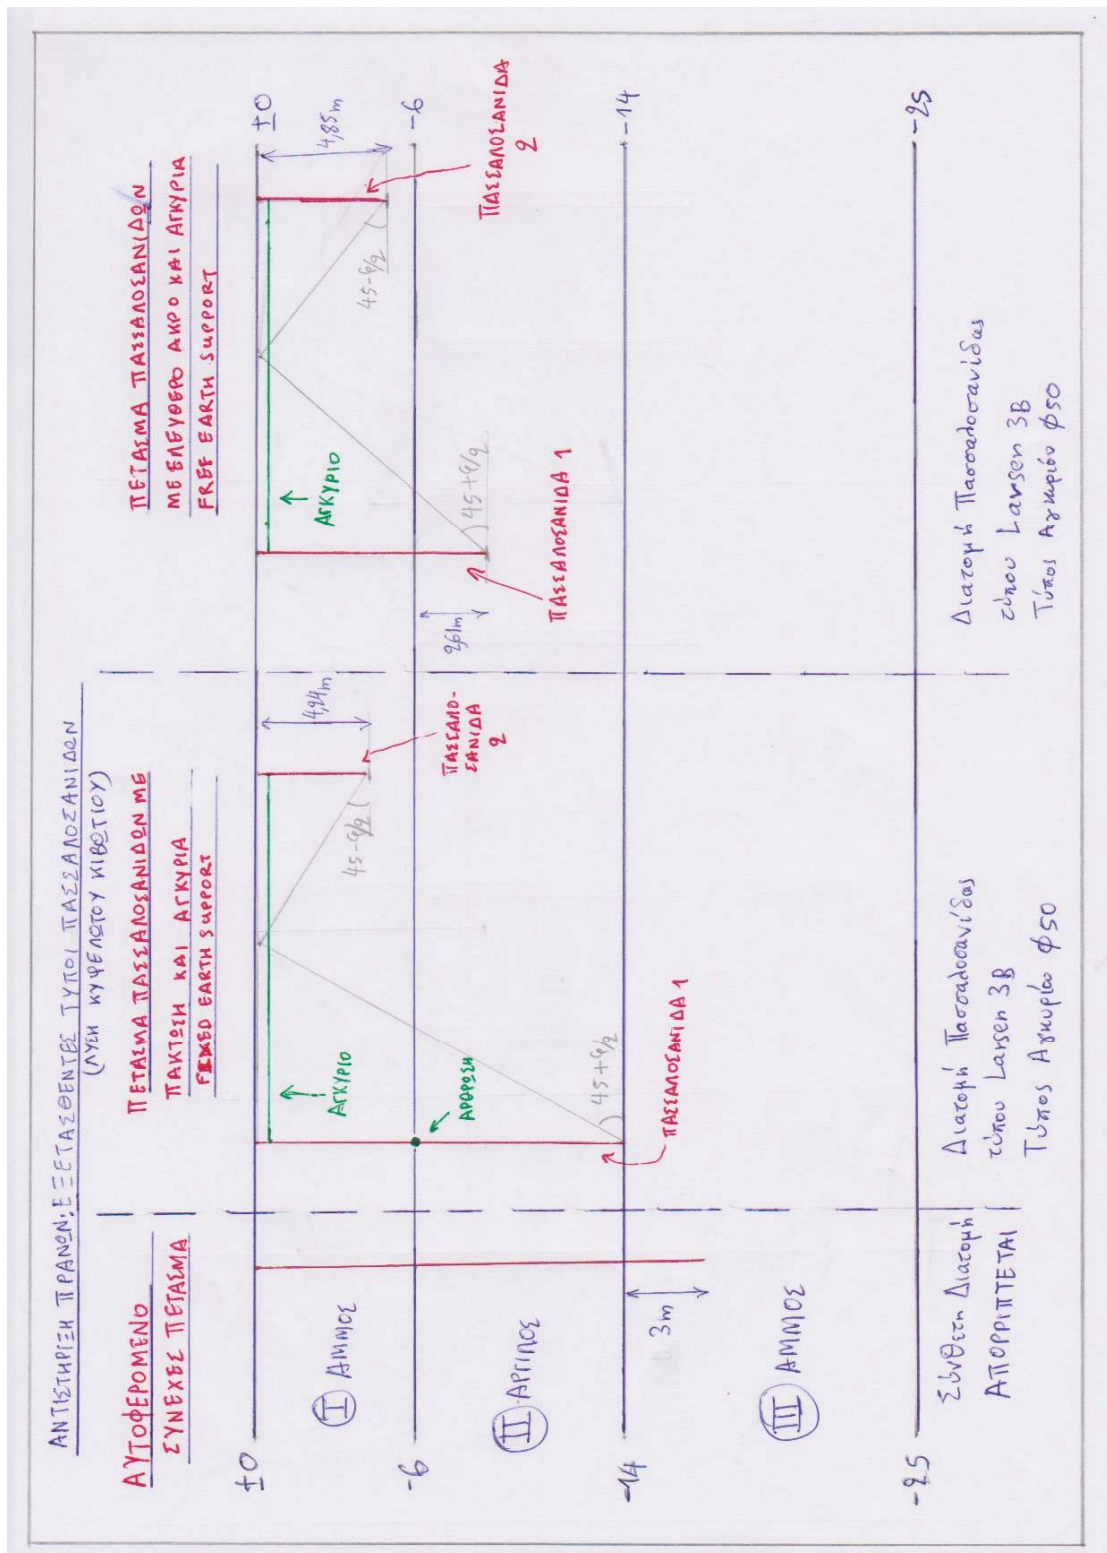 ΑΝΤΙΣΤΗΡΙΞΗ ΠΡΑΝΩΝ: ΕΞΕΤΑΣΘΕΝΤΕΣ ΤΥΠΟΙ ΠΑΣΣΑΛΟΣΑΝΙΔΩΝ
(ΛΥΣΗ ΚΥΨΕΛΩΤΟΥ ΚΙΒΩΤΙΟΥ)
ΑΥΤΟΦΕΡΟΜΕΝΟ
ΣΥΝΕΧΕΣ ΠΕΤΑΣΜΑ
ΠΕΤΑΣΜΑ ΠΑΣΣΑΛΟΣΑΝΙΔΩΝ ΜΕ
ΠΑΚΤΩΣΗ ΚΑΙ ΑΓΚΥΡΙΑ
FIXED EARTH SUPPORT
ΠΕΤΑΣΜΑ ΠΑΣΣΑΛΟΣΑΝΙΔΩΝ
ΜΕ ΕΛΕΥΘΕΡΟ ΑΚΡΟ ΚΑΙ ΑΓΚΥΡΙΑ
FREE EARTH SUPPORT
±0
±0
4,24m
4,85m
ΑΓΚΥΡΙΟ
ΑΓΚΥΡΙΟ
I ΑΜΜΟΣ
45-φ/2
45-φ/2
-6
-6
ΑΡΘΡΩΣΗ
ΠΑΣΣΑΛΟ-
ΣΑΝΙΔΑ
2
ΠΑΣΣΑΛΟΣΑΝΙΔΑ
2
45+φ/2
2,61m
ΠΑΣΣΑΛΟΣΑΝΙΔΑ 1
II ΑΡΓΙΛΟΣ
45+φ/2
-14
-14
3m
ΠΑΣΣΑΛΟΣΑΝΙΔΑ 1
III ΑΜΜΟΣ
-25
-25
Σύνθετη Διατομή
ΑΠΟΡΡΙΠΤΕΤΑΙ
Διατομή Πασσαλοσανίδας
τύπου Larsen 3B
Τύπος Αγκυρίου φ50
Διατομή Πασσαλοσανίδας
τύπου Larsen 3B
Τύπος Αγκυρίου φ50